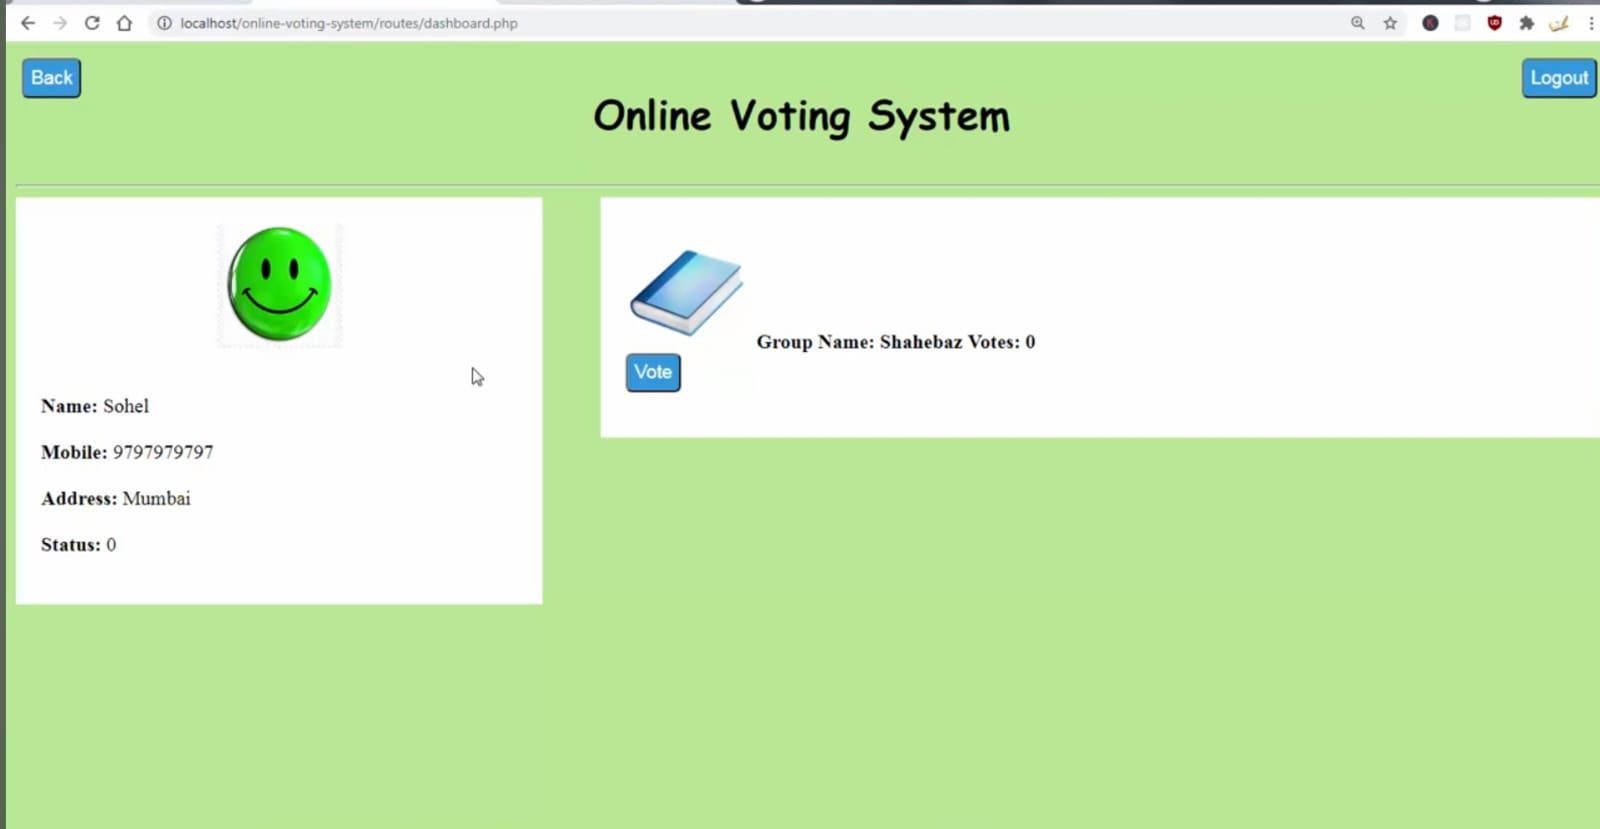 localhost/online-voting-system/routes/dashboard.php
Back
Logout
Online Voting System
Group Name: Shahebaz Votes: 0
Vote
Name: Sohel
Mobile: 9797979797
Address: Mumbai
Status: 0